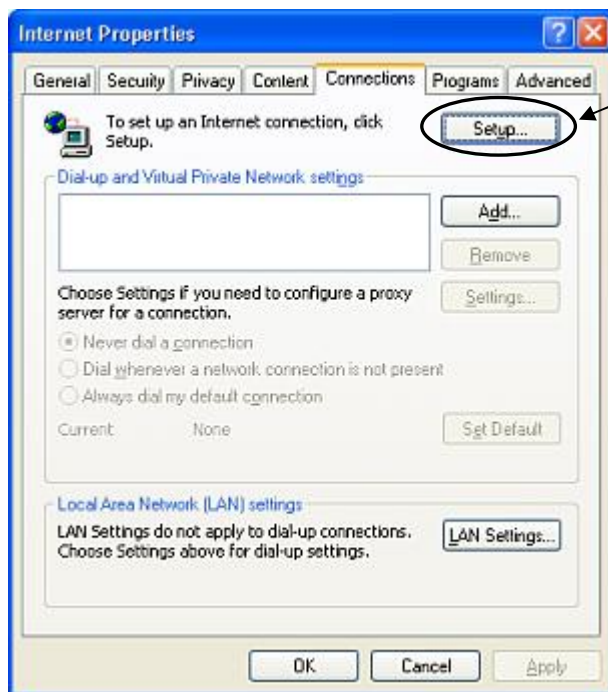 Internet Properties
General Security Privacy Content Connections Programs Advanced
To set up an Internet connection, click
Setup.
Setup...
Dial-up and Virtual Private Network settings
Add...
Remove
Choose Settings if you need to configure a proxy
server for a connection.
Settings...
Never dial a connection
Dial whenever a network connection is not present
Always dial my default connection
Current None
Set Default
Local Area Network (LAN) settings
LAN Settings do not apply to dial-up connections.
Choose Settings above for dial-up settings.
LAN Settings...
OK Cancel Apply